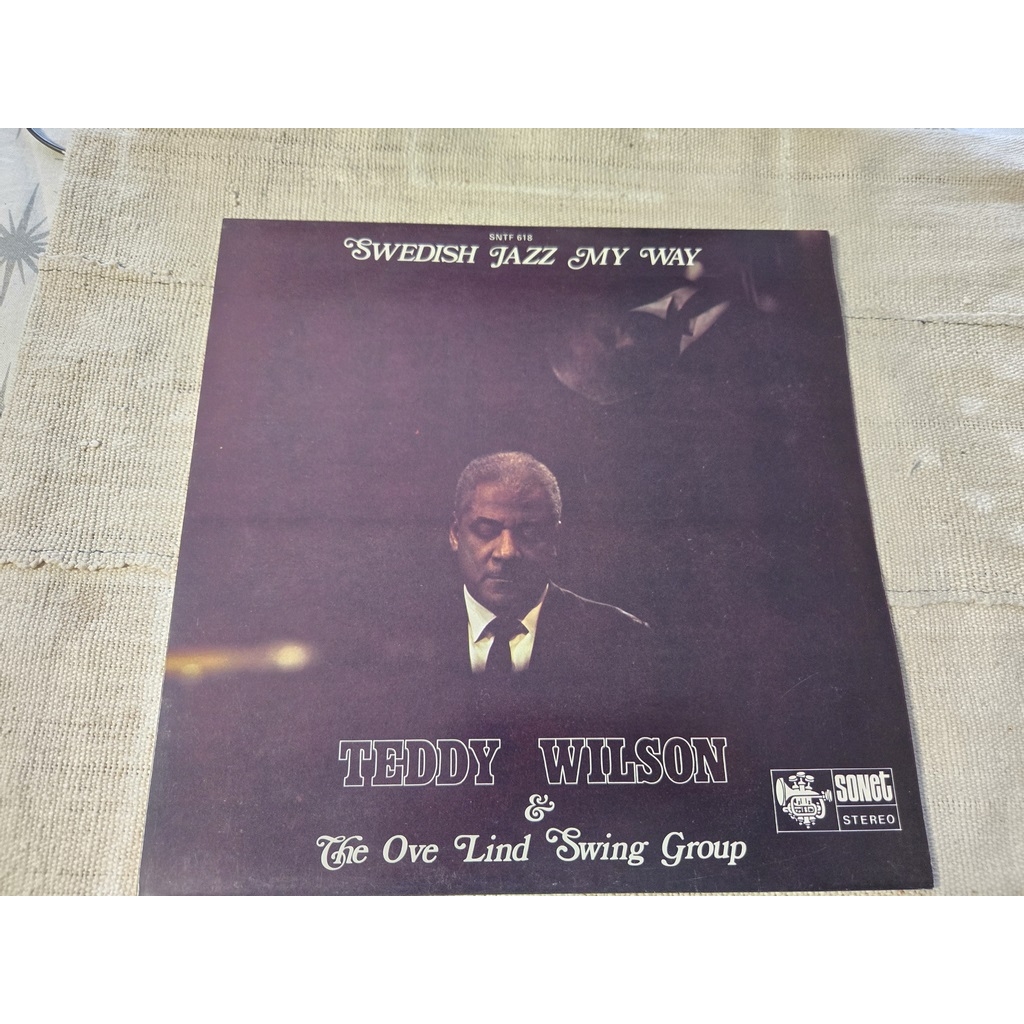 SNTF 618
SWEDISH JAZZ MY WAY
TEDDY WILSON
&
The Ove Lind Swing Group
SONET
STEREO